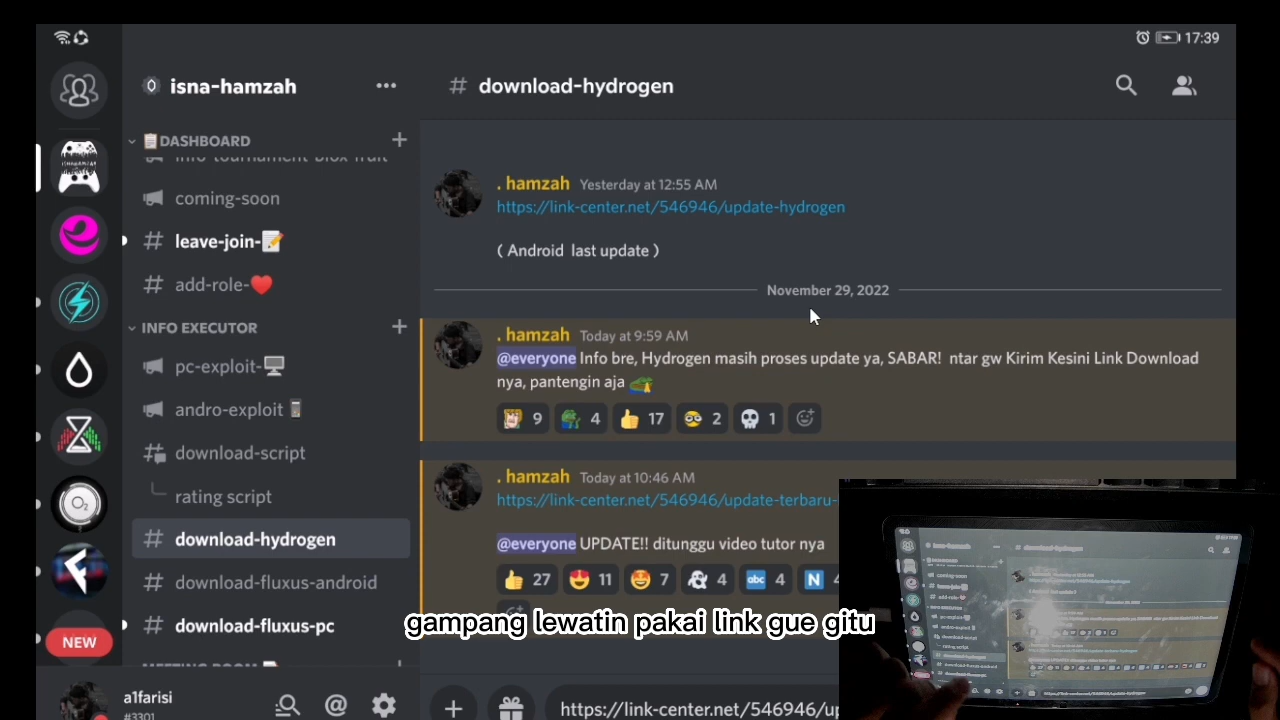 17:39
isna-hamzah
DASHBOARD
info-tournament-blox-fruit
coming-soon
leave-join-
add-role-
INFO EXECUTOR
pc-exploit-
andro-exploit
download-script
rating script
download-hydrogen
download-fluxus-android
download-fluxus-pc
NEW
a1farisi
#3301
download-hydrogen
. hamzah Yesterday at 12:55 AM
https://link-center.net/546946/update-hydrogen
( Android last update )
November 29, 2022
. hamzah Today at 9:59 AM
@everyone Info bre, Hydrogen masih proses update ya, SABAR! ntar gw Kirim Kesini Link Download
nya, pantengin aja
9 4 17 2 1
. hamzah Today at 10:46 AM
https://link-center.net/546946/update-terbaru-
@everyone UPDATE!! ditunggu video tutor nya
27 11 7 4 abc 4 N 4
gampang lewatin pakai link gue gitu
https://link-center.net/546946/up